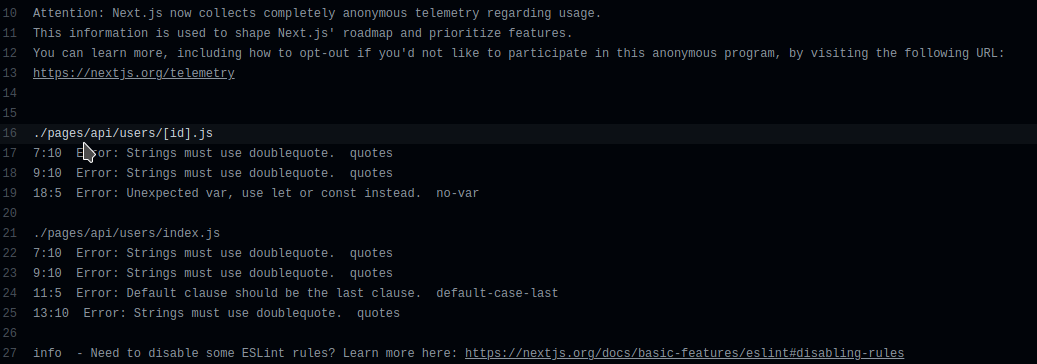 10 Attention: Next.js now collects completely anonymous telemetry regarding usage.
11 This information is used to shape Next.js' roadmap and prioritize features.
12 You can learn more, including how to opt-out if you'd not like to participate in this anonymous program, by visiting the following URL:
13 https://nextjs.org/telemetry
14
15
16 ./pages/api/users/[id].js
17 7:10  Error: Strings must use doublequote.  quotes
18 9:10  Error: Strings must use doublequote.  quotes
19 18:5  Error: Unexpected var, use let or const instead.  no-var
20
21 ./pages/api/users/index.js
22 7:10  Error: Strings must use doublequote.  quotes
23 9:10  Error: Strings must use doublequote.  quotes
24 11:5  Error: Default clause should be the last clause.  default-case-last
25 13:10  Error: Strings must use doublequote.  quotes
26
27 info  - Need to disable some ESLint rules? Learn more here: https://nextjs.org/docs/basic-features/eslint#disabling-rules